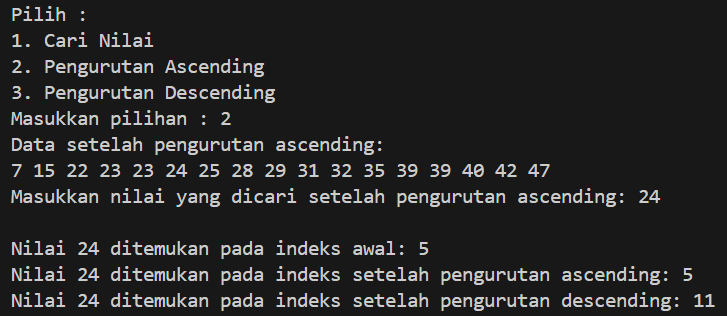 Pilih :
1. Cari Nilai
2. Pengurutan Ascending
3. Pengurutan Descending
Masukkan pilihan : 2
Data setelah pengurutan ascending:
7 15 22 23 23 24 25 28 29 31 32 35 39 39 40 42 47
Masukkan nilai yang dicari setelah pengurutan ascending: 24
Nilai 24 ditemukan pada indeks awal: 5
Nilai 24 ditemukan pada indeks setelah pengurutan ascending: 5
Nilai 24 ditemukan pada indeks setelah pengurutan descending: 11